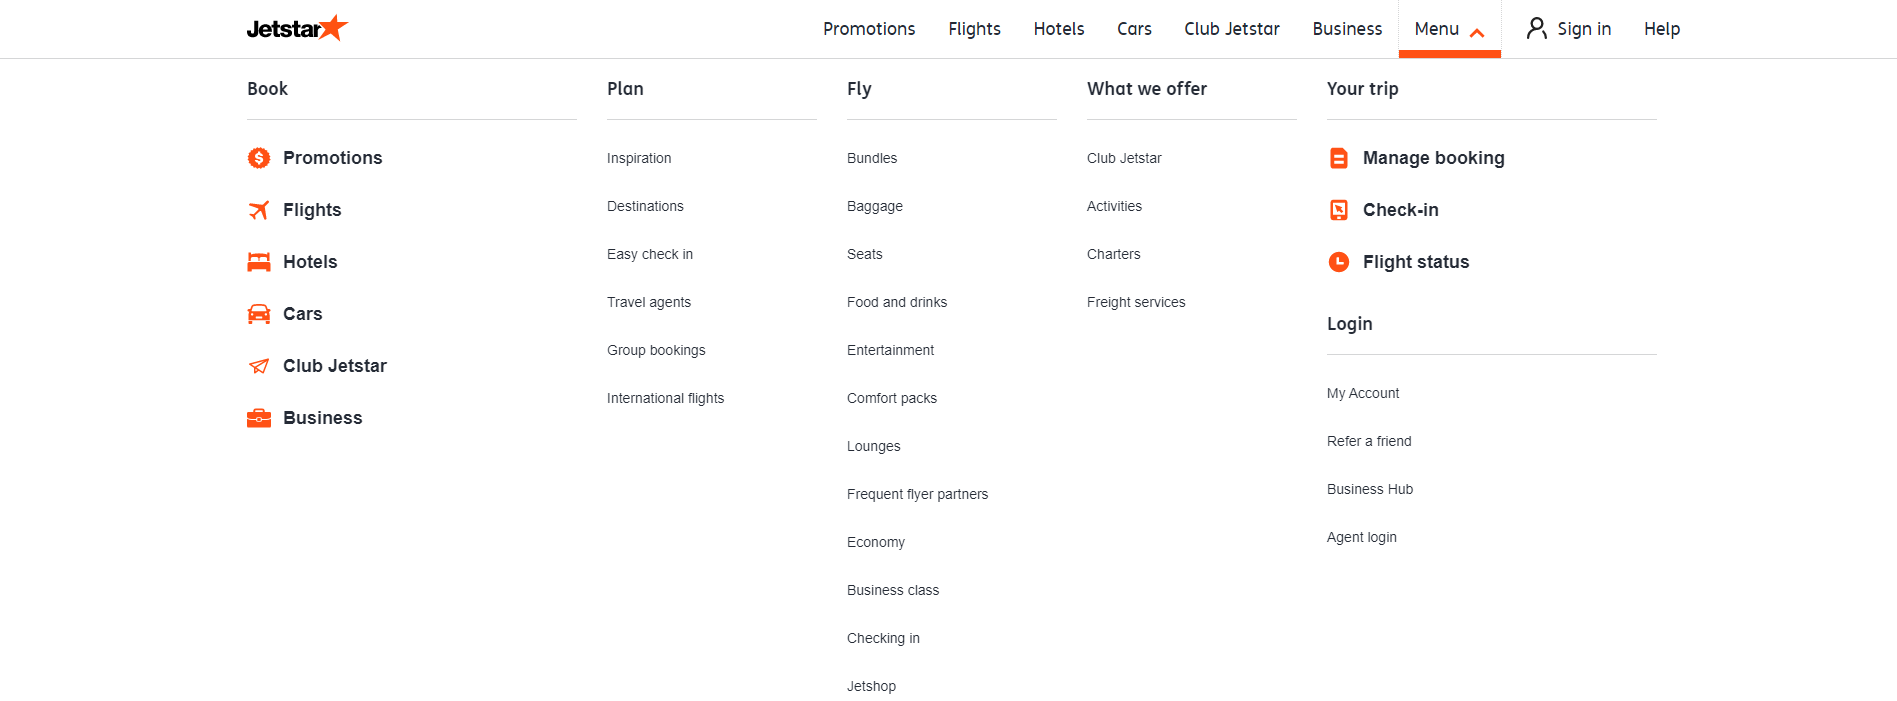 Jetstar
Promotions
Flights
Hotels
Cars
Club Jetstar
Business
Menu
Sign in
Help
Book
Promotions
Flights
Hotels
Cars
Club Jetstar
Business
Plan
Inspiration
Destinations
Easy check in
Travel agents
Group bookings
International flights
Fly
Bundles
Baggage
Seats
Food and drinks
Entertainment
Comfort packs
Lounges
Frequent flyer partners
Economy
Business class
Checking in
Jetshop
What we offer
Club Jetstar
Activities
Charters
Freight services
Your trip
Manage booking
Check-in
Flight status
Login
My Account
Refer a friend
Business Hub
Agent login